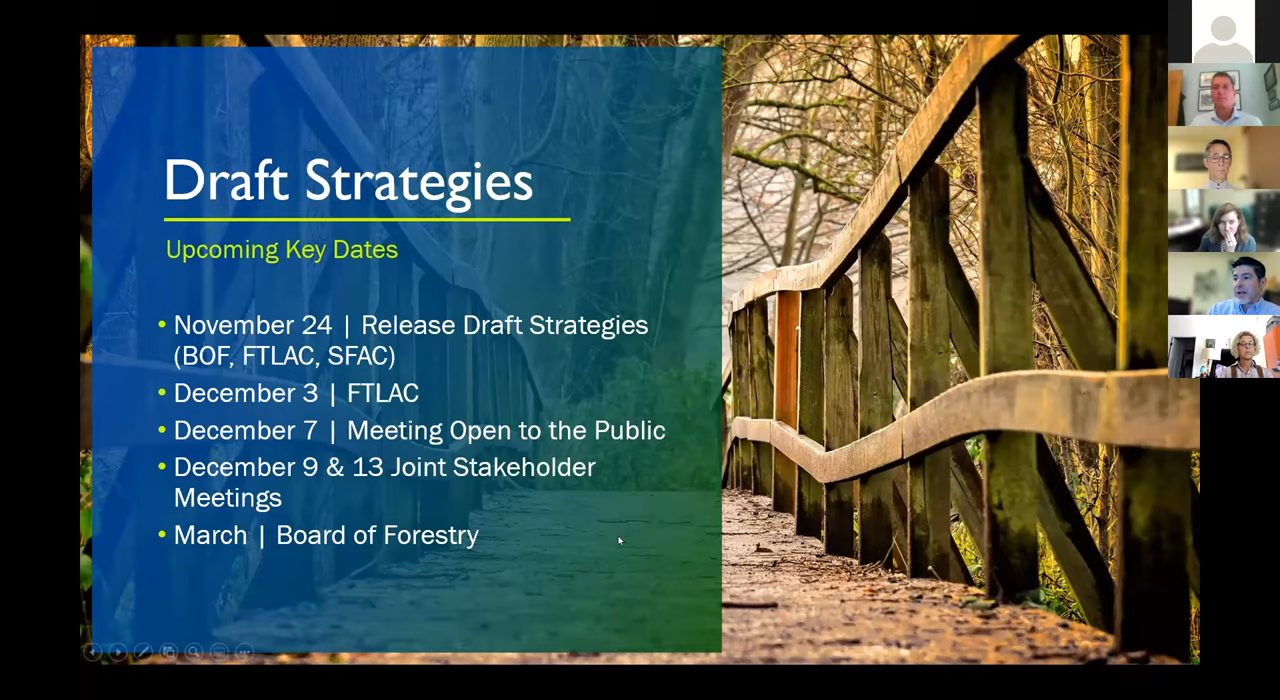 Draft Strategies
Upcoming Key Dates
• November 24 | Release Draft Strategies
(BOF, FTLAC, SFAC)
• December 3 | FTLAC
• December 7 | Meeting Open to the Public
• December 9 & 13 Joint Stakeholder
Meetings
• March | Board of Forestry